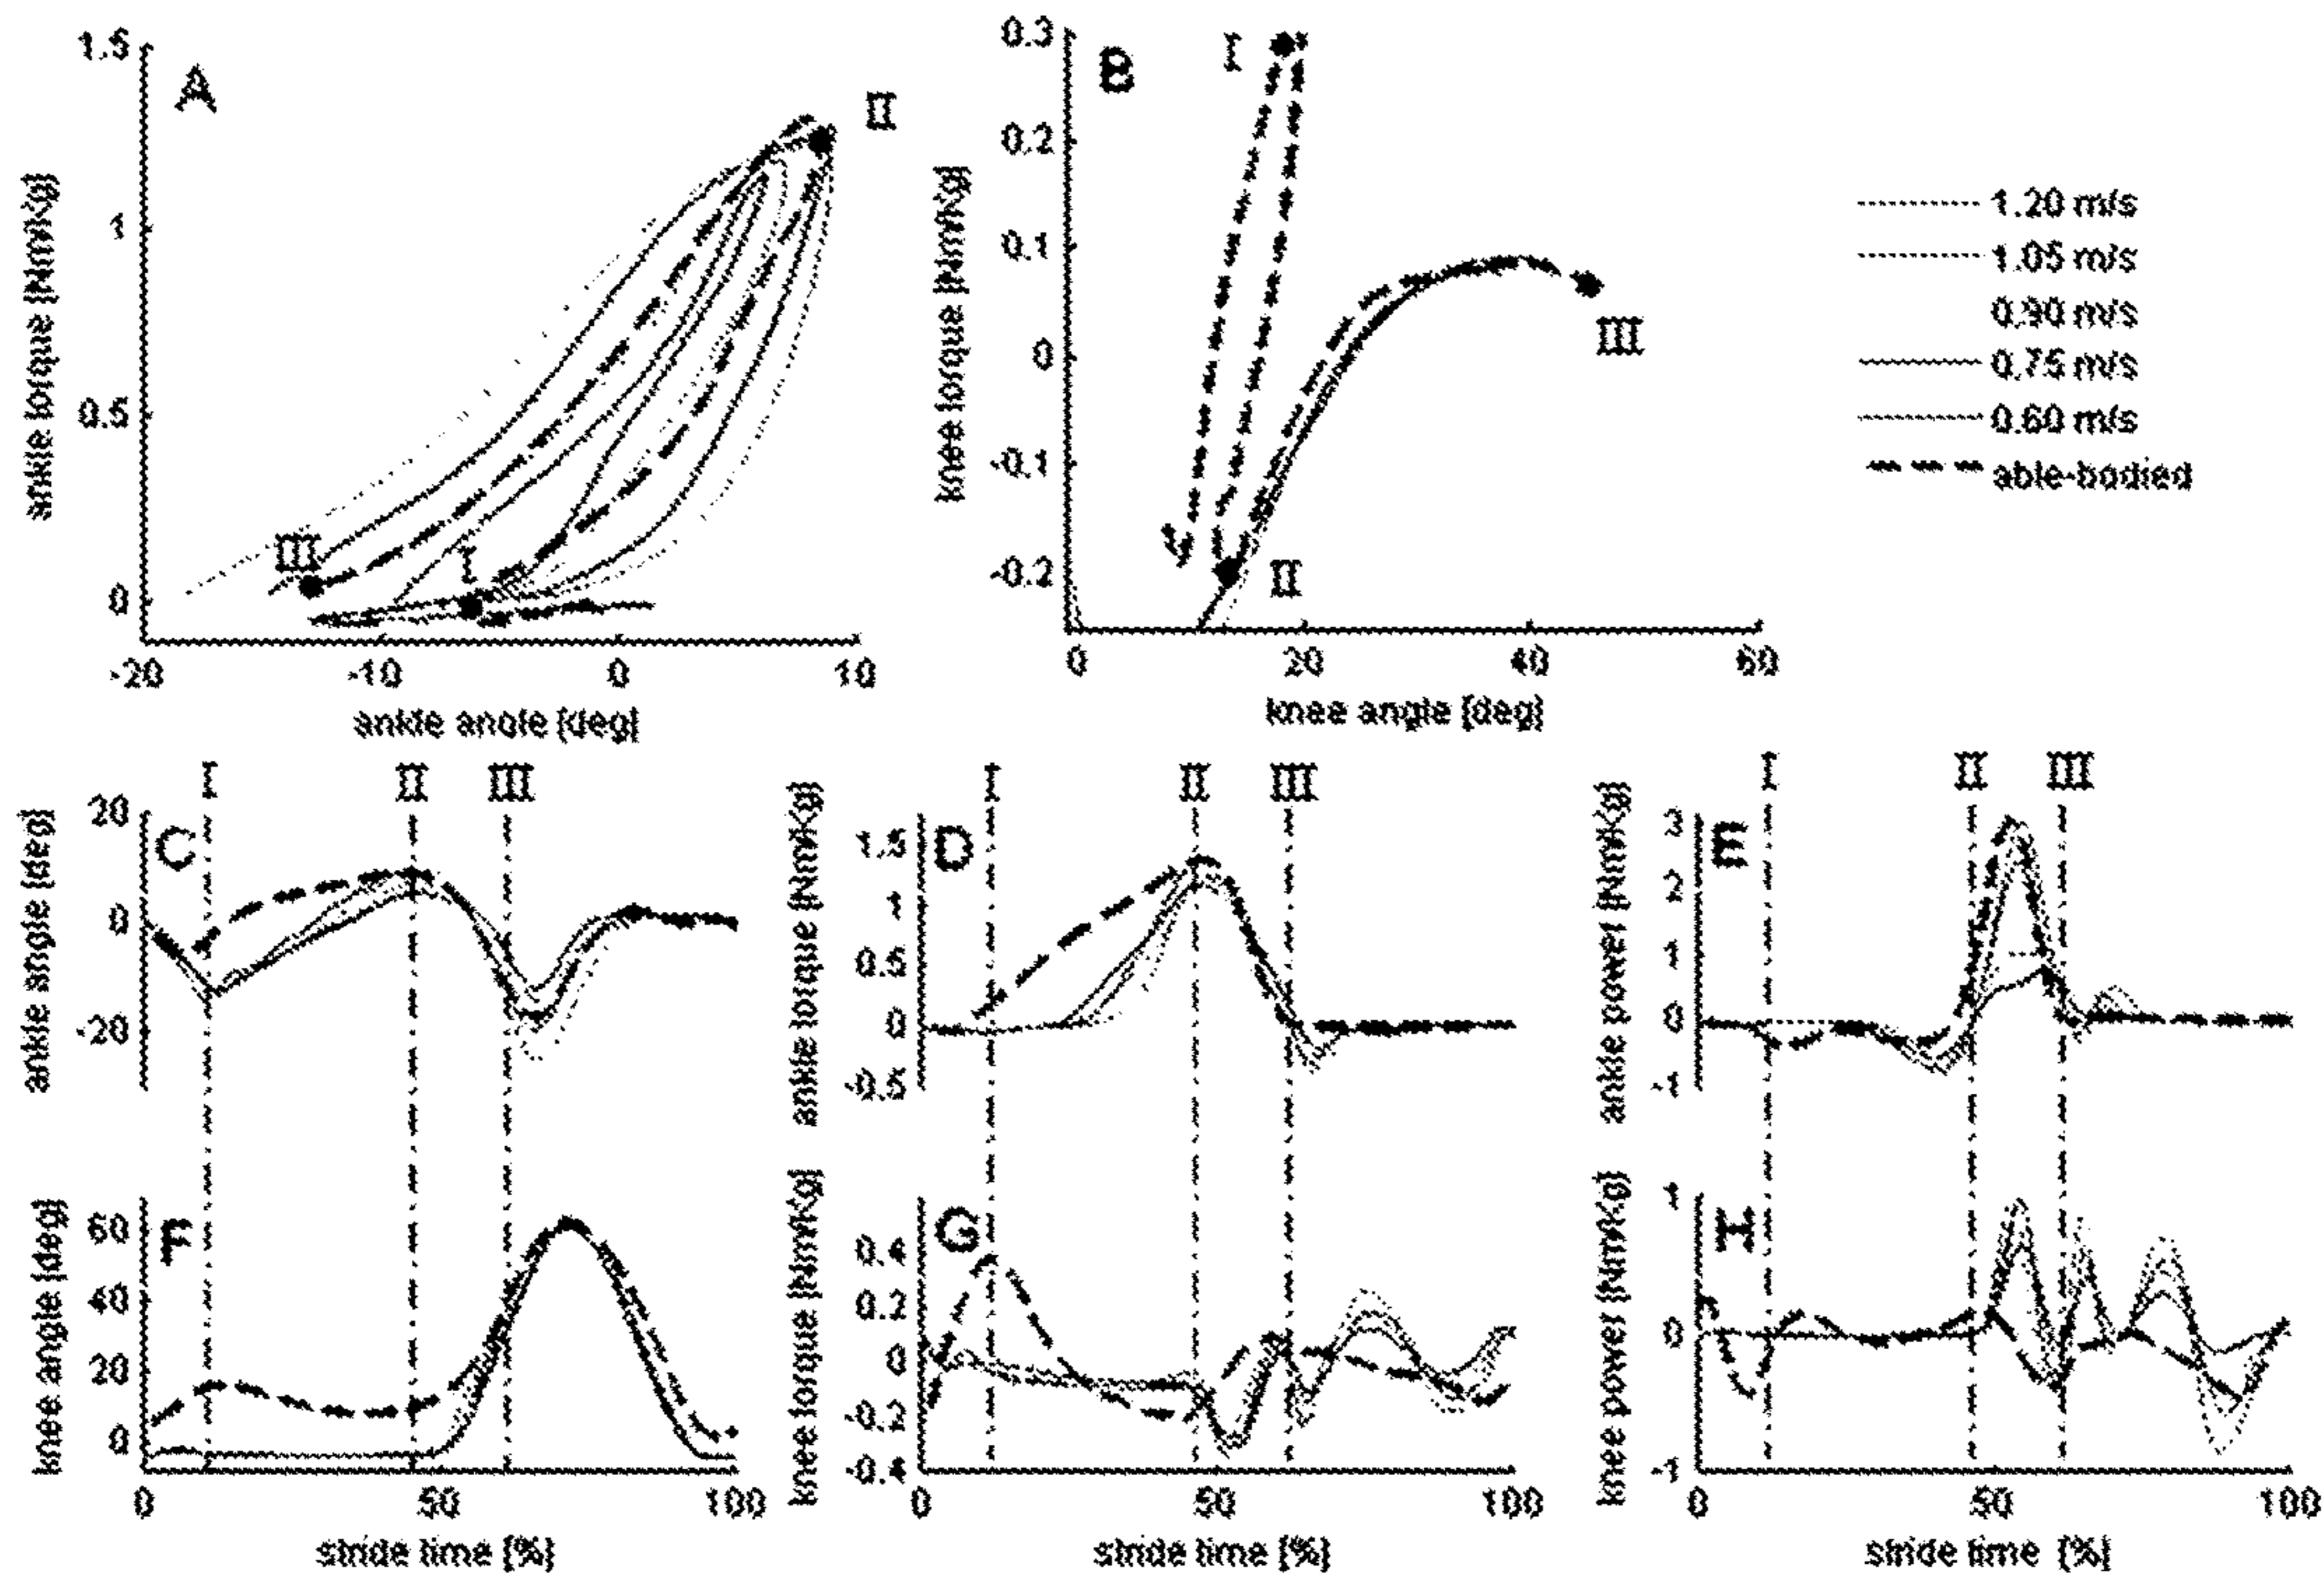 A
1.5
1
0.5
0
-20
-10
0
10
ankle torque [Nm/Kg]
ankle angle [deg]
I
II
III
B
0.3
0.2
0.1
0
-0.1
-0.2
0
20
40
60
knee torque [Nm/Kg]
knee angle [deg]
I
II
III
1.20 m/s
1.05 m/s
0.90 m/s
0.75 m/s
0.60 m/s
able-bodied
I
II
III
C
20
0
-20
ankle angle [deg]
I
II
III
D
1.5
1
0.5
0
-0.5
ankle torque [Nm/Kg]
I
II
III
E
3
2
1
0
-1
ankle power [Nm/Kg]
F
60
40
20
0
knee angle [deg]
0
50
100
stride time [%]
G
0.4
0.2
0
-0.2
-0.4
knee torque [Nm/Kg]
0
50
100
stride time [%]
H
1
0
-1
knee power [Nm/Kg]
0
50
100
stride time [%]